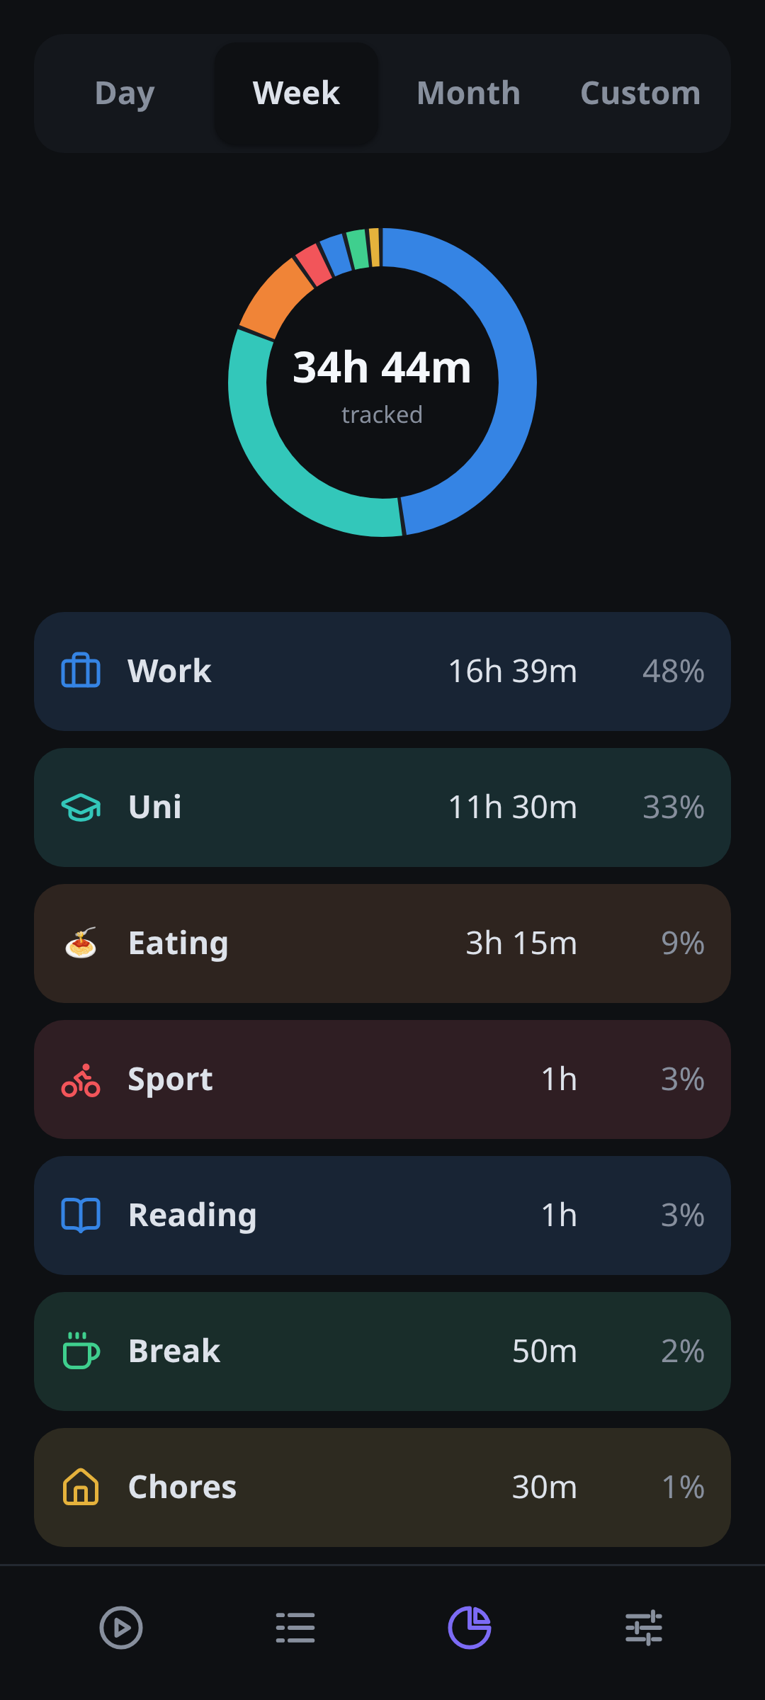 Day Week Month Custom
34h 44m
tracked
Work 16h 39m 48%
Uni 11h 30m 33%
Eating 3h 15m 9%
Sport 1h 3%
Reading 1h 3%
Break 50m 2%
Chores 30m 1%